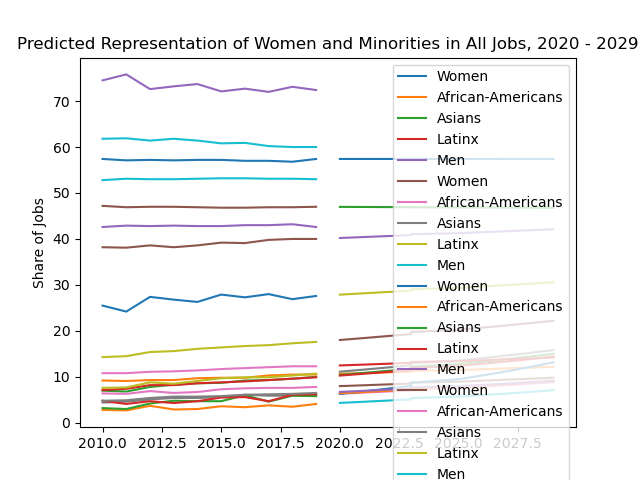 Predicted Representation of Women and Minorities in All Jobs, 2020 - 2029
Share of Jobs
70
60
50
40
30
20
10
0
2010.0
2012.5
2015.0
2017.5
2020.0
2022.5
2025.0
2027.5
Women
African-Americans
Asians
Latinx
Men
Women
African-Americans
Asians
Latinx
Men
Women
African-Americans
Asians
Latinx
Men
Women
African-Americans
Asians
Latinx
Men